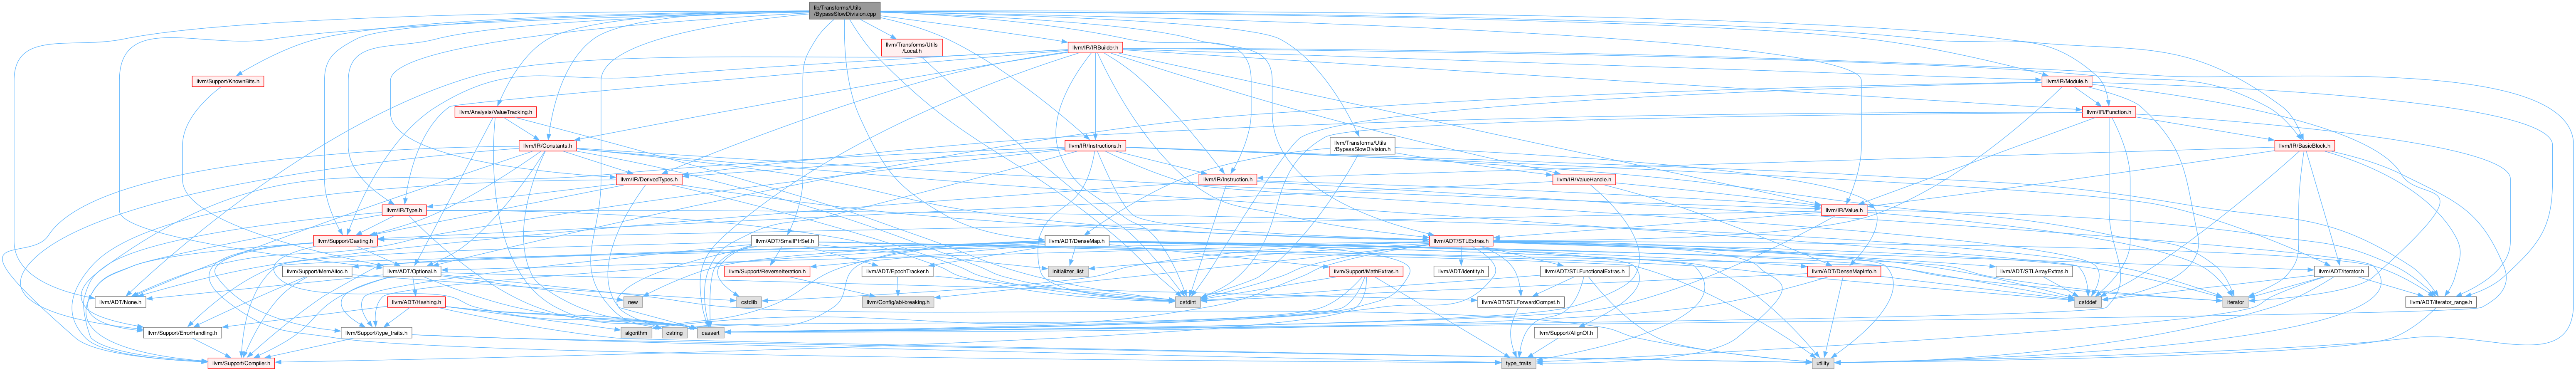 lib/Transforms/Utils
/BypassSlowDivision.cpp
llvm/Transforms/Utils
/Local.h
llvm/IR/IRBuilder.h
llvm/Support/KnownBits.h
llvm/IR/Module.h
llvm/Analysis/ValueTracking.h
llvm/IR/Function.h
llvm/IR/Constants.h
llvm/IR/Instructions.h
llvm/Transforms/Utils
/BypassSlowDivision.h
llvm/IR/BasicBlock.h
llvm/IR/DerivedTypes.h
llvm/IR/Instruction.h
llvm/IR/ValueHandle.h
llvm/IR/Type.h
llvm/IR/Value.h
llvm/Support/Casting.h
llvm/ADT/SmallPtrSet.h
llvm/ADT/DenseMap.h
llvm/ADT/STLExtras.h
llvm/Support/MemAlloc.h
llvm/ADT/Optional.h
llvm/Support/ReverseIteration.h
llvm/ADT/EpochTracker.h
initializer_list
llvm/Support/MathExtras.h
llvm/ADT/identity.h
llvm/ADT/STLFunctionalExtras.h
llvm/ADT/DenseMapInfo.h
llvm/ADT/STLArrayExtras.h
llvm/ADT/iterator.h
llvm/ADT/None.h
llvm/ADT/Hashing.h
new
cstdlib
llvm/Config/abi-breaking.h
cstdint
llvm/ADT/STLForwardCompat.h
cstddef
iterator
llvm/ADT/iterator_range.h
llvm/Support/ErrorHandling.h
llvm/Support/type_traits.h
algorithm
cstring
cassert
llvm/Support/AlignOf.h
llvm/Support/Compiler.h
type_traits
utility